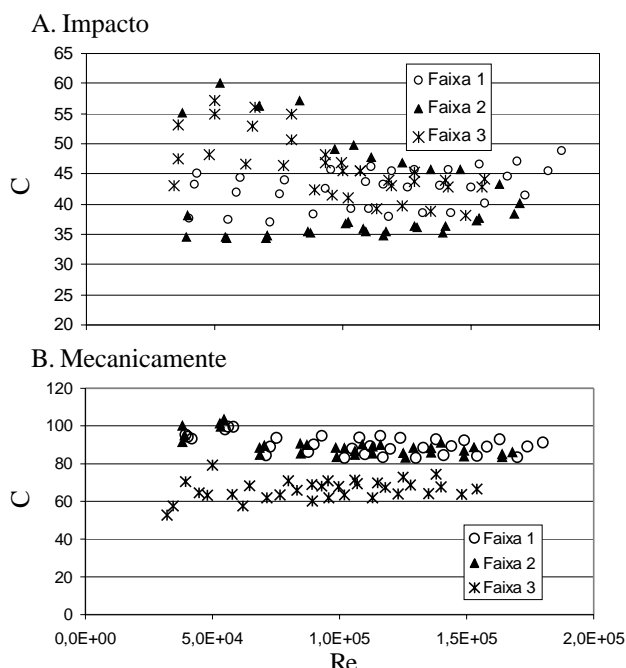 A. Impacto
65
60
55
50
45
40
35
30
25
20
C
Faixa 1
Faixa 2
Faixa 3
B. Mecanicamente
120
100
80
60
40
20
0
C
Faixa 1
Faixa 2
Faixa 3
0,0E+00 5,0E+04 1,0E+05 1,5E+05 2,0E+05
Re